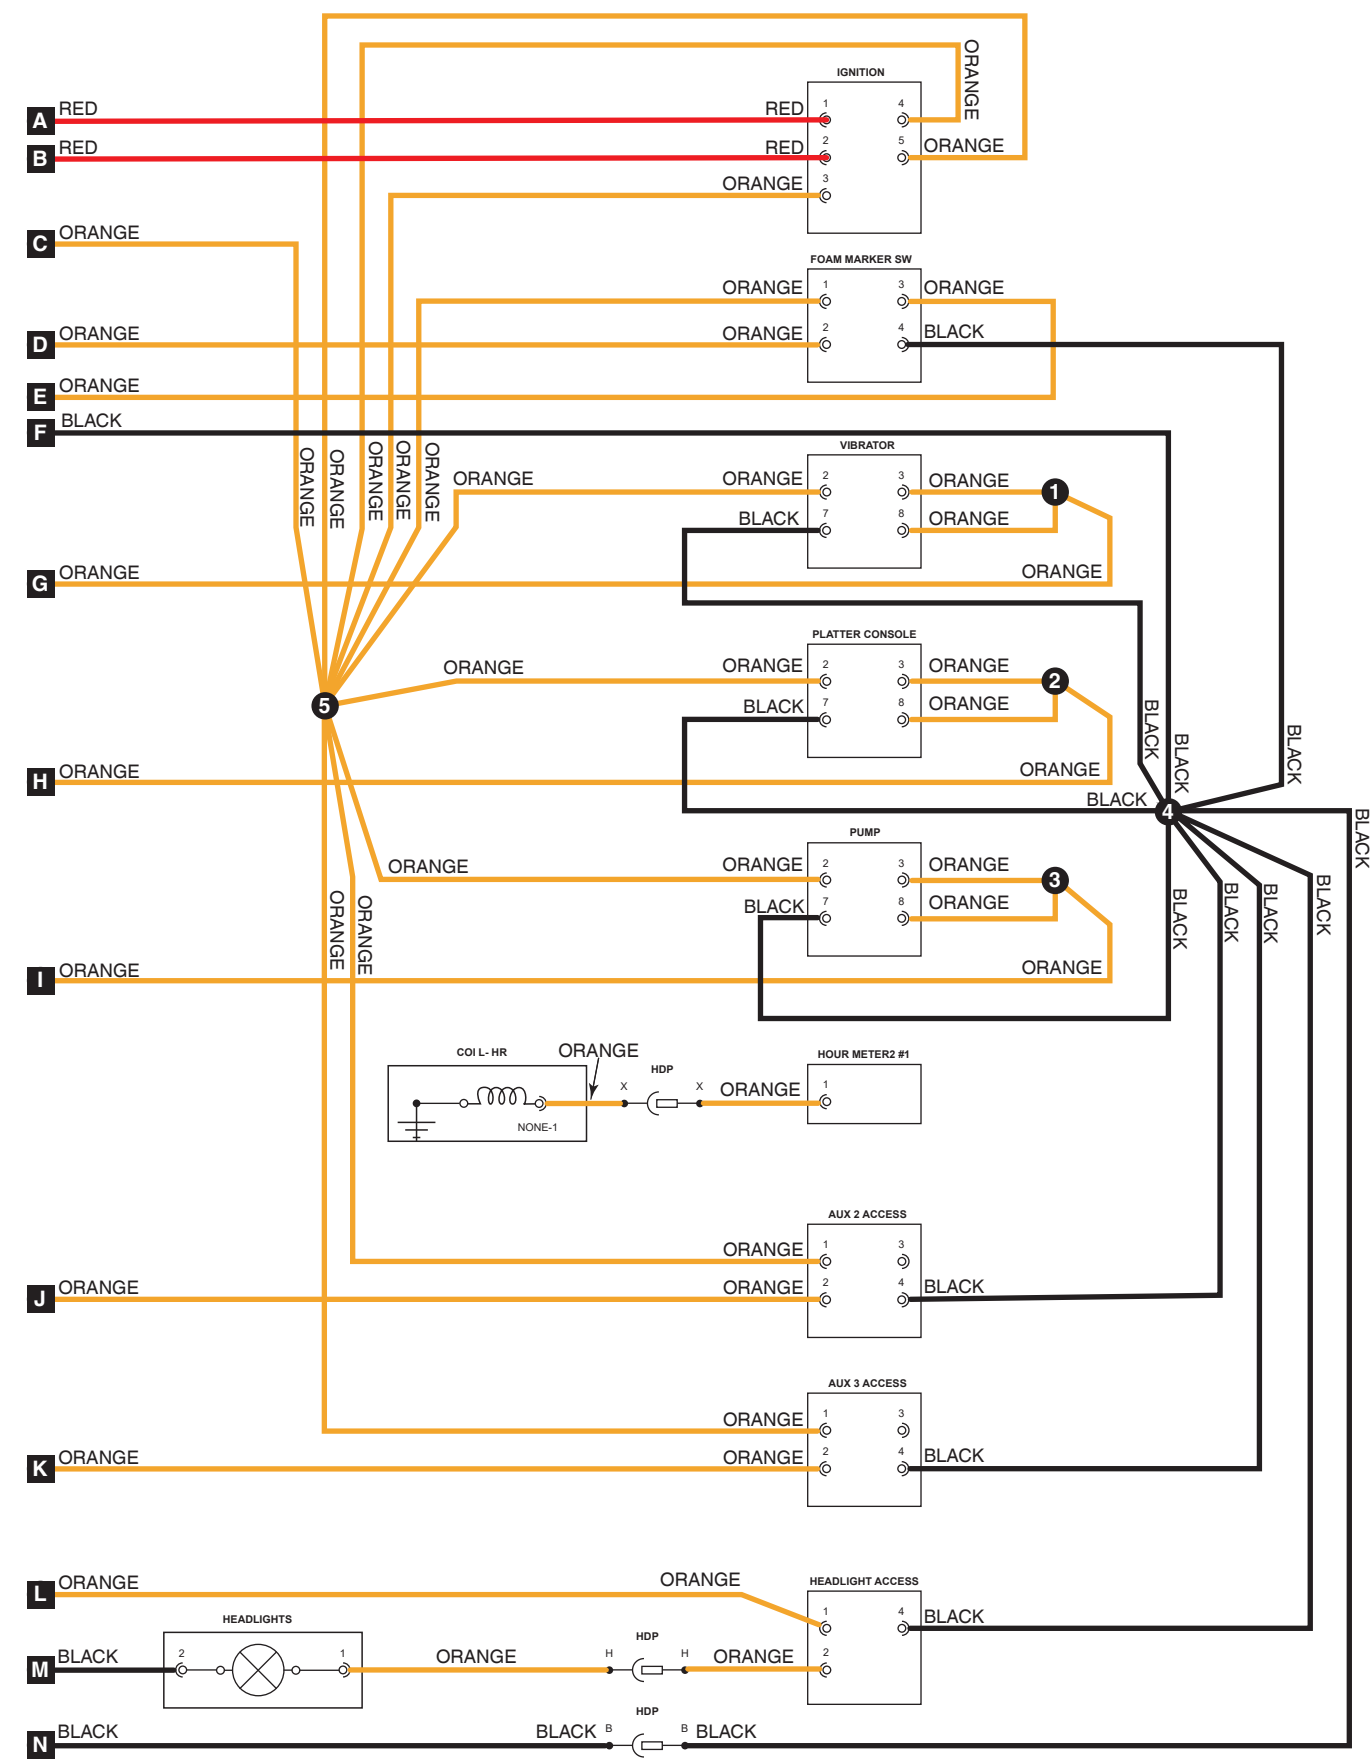 ORANGE
IGNITION
A RED RED 1 4
B RED RED 2 5 ORANGE
ORANGE 3
C ORANGE
FOAM MARKER SW
ORANGE 1 3 ORANGE
D ORANGE ORANGE 2 4 BLACK
E ORANGE
F BLACK
ORANGE ORANGE ORANGE ORANGE ORANGE
VIBRATOR
ORANGE ORANGE 2 3 ORANGE 1
BLACK 7 8 ORANGE
G ORANGE ORANGE
PLATTER CONSOLE
ORANGE ORANGE 2 3 ORANGE 2
5 BLACK 7 8 ORANGE
BLACK BLACK BLACK
H ORANGE ORANGE
BLACK 4 BLACK
PUMP
ORANGE ORANGE 2 3 ORANGE 3
BLACK 7 8 ORANGE
ORANGE ORANGE BLACK BLACK BLACK BLACK
I ORANGE ORANGE
COI L- HR ORANGE HDP HOUR METER2 #1
X X ORANGE 1
NONE-1
AUX 2 ACCESS
ORANGE 1 3
J ORANGE ORANGE 2 4 BLACK
AUX 3 ACCESS
ORANGE 1 3
K ORANGE ORANGE 2 4 BLACK
L ORANGE ORANGE HEADLIGHT ACCESS
1 4 BLACK
HEADLIGHTS
HDP
M BLACK 2 1 ORANGE H H ORANGE 2
HDP
N BLACK BLACK B B BLACK